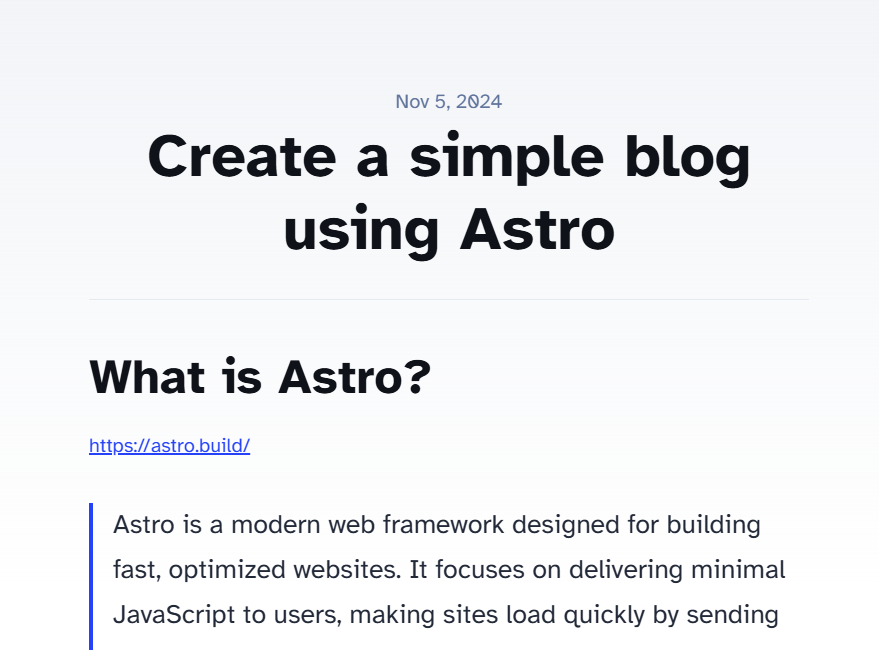 Nov 5, 2024
Create a simple blog
using Astro
What is Astro?
https://astro.build/
Astro is a modern web framework designed for building
fast, optimized websites. It focuses on delivering minimal
JavaScript to users, making sites load quickly by sending